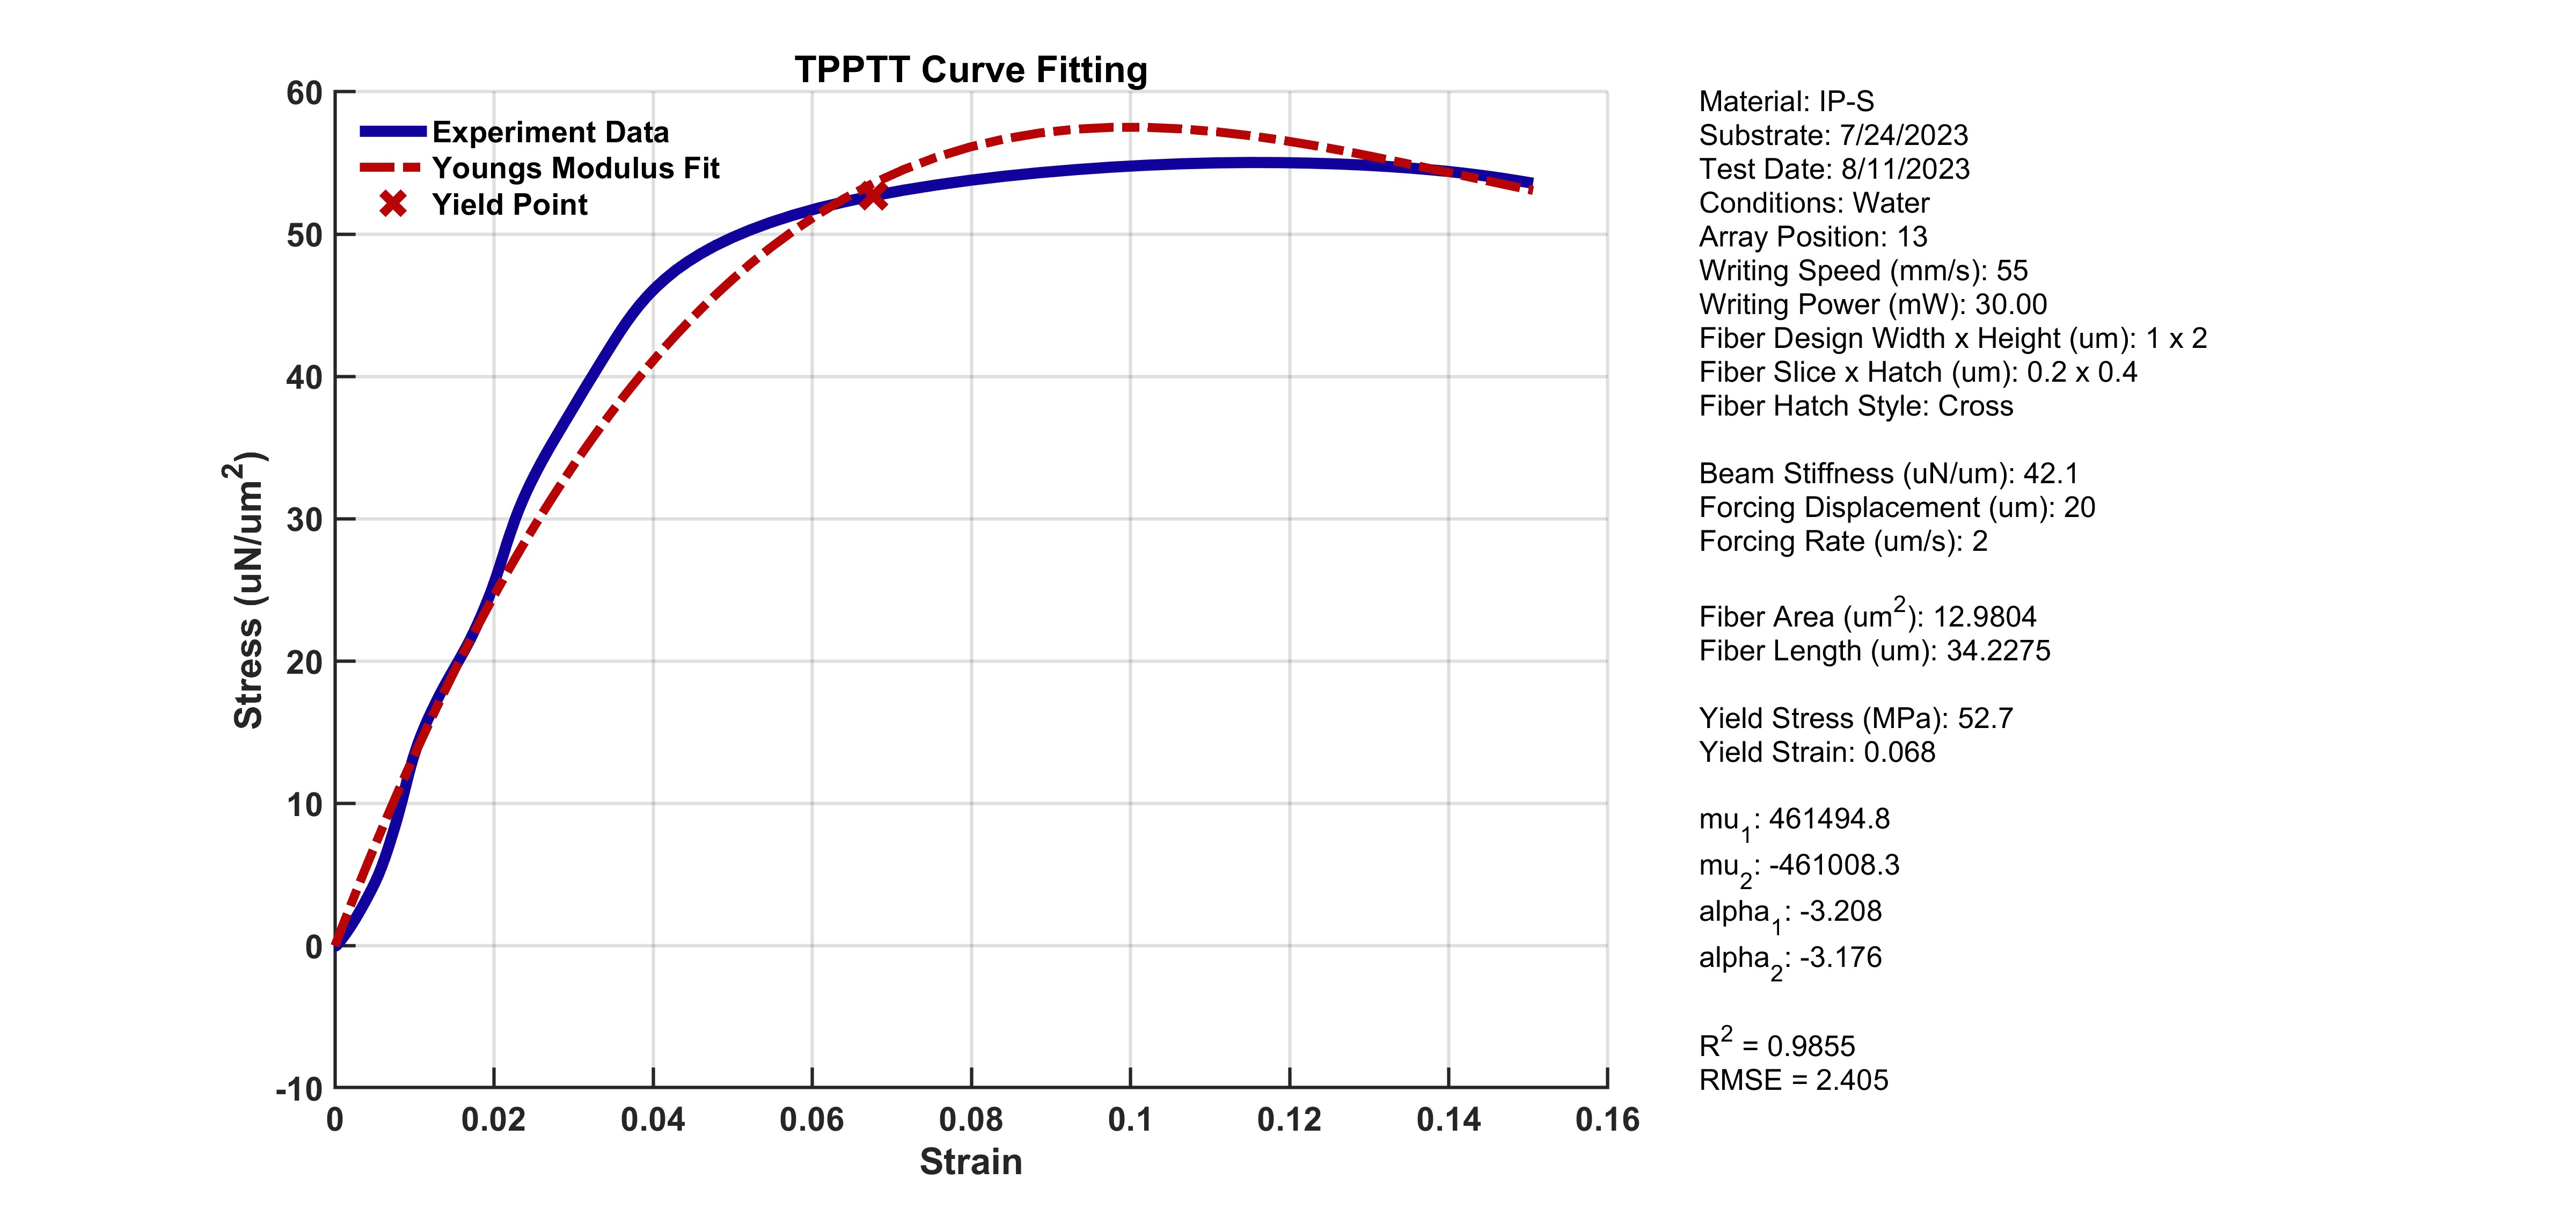 TPPTT Curve Fitting
60
50
40
30
20
10
0
-10
Stress (uN/um²)
Experiment Data
Youngs Modulus Fit
Yield Point
0 0.02 0.04 0.06 0.08 0.1 0.12 0.14 0.16
Strain
Material: IP-S
Substrate: 7/24/2023
Test Date: 8/11/2023
Conditions: Water
Array Position: 13
Writing Speed (mm/s): 55
Writing Power (mW): 30.00
Fiber Design Width x Height (um): 1 x 2
Fiber Slice x Hatch (um): 0.2 x 0.4
Fiber Hatch Style: Cross
Beam Stiffness (uN/um): 42.1
Forcing Displacement (um): 20
Forcing Rate (um/s): 2
Fiber Area (um²): 12.9804
Fiber Length (um): 34.2275
Yield Stress (MPa): 52.7
Yield Strain: 0.068
mu₁: 461494.8
mu₂: -461008.3
alpha₁: -3.208
alpha₂: -3.176
R² = 0.9855
RMSE = 2.405